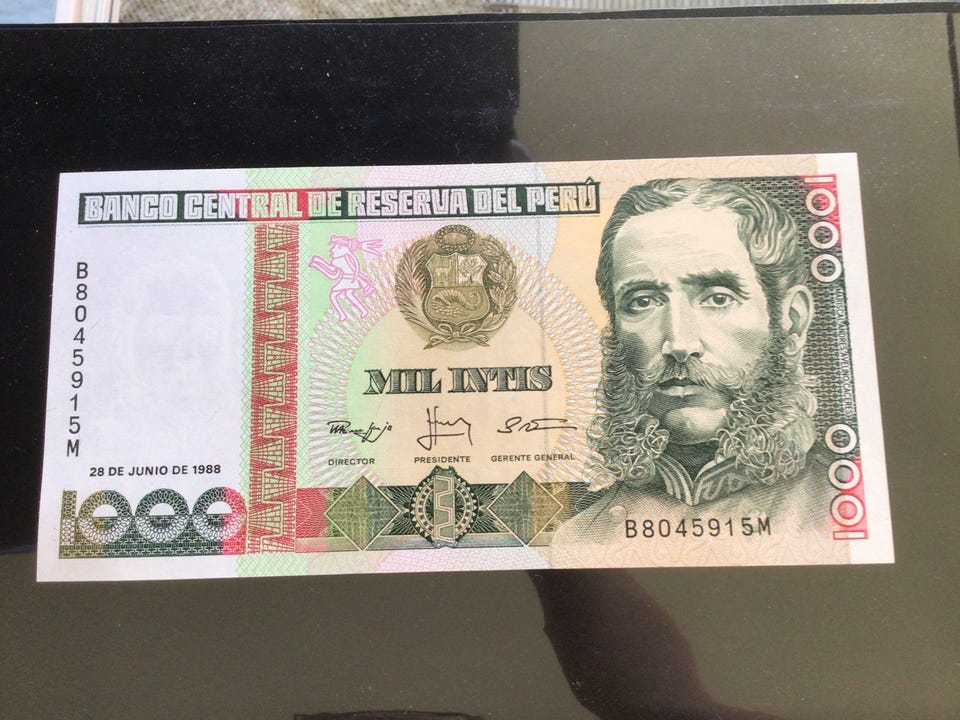 BANCO CENTRAL DE RESERVA DEL PERÚ
B8045915M
MIL INTIS
DIRECTOR PRESIDENTE GERENTE GENERAL
28 DE JUNIO DE 1988
1000
B8045915M
1000
1000